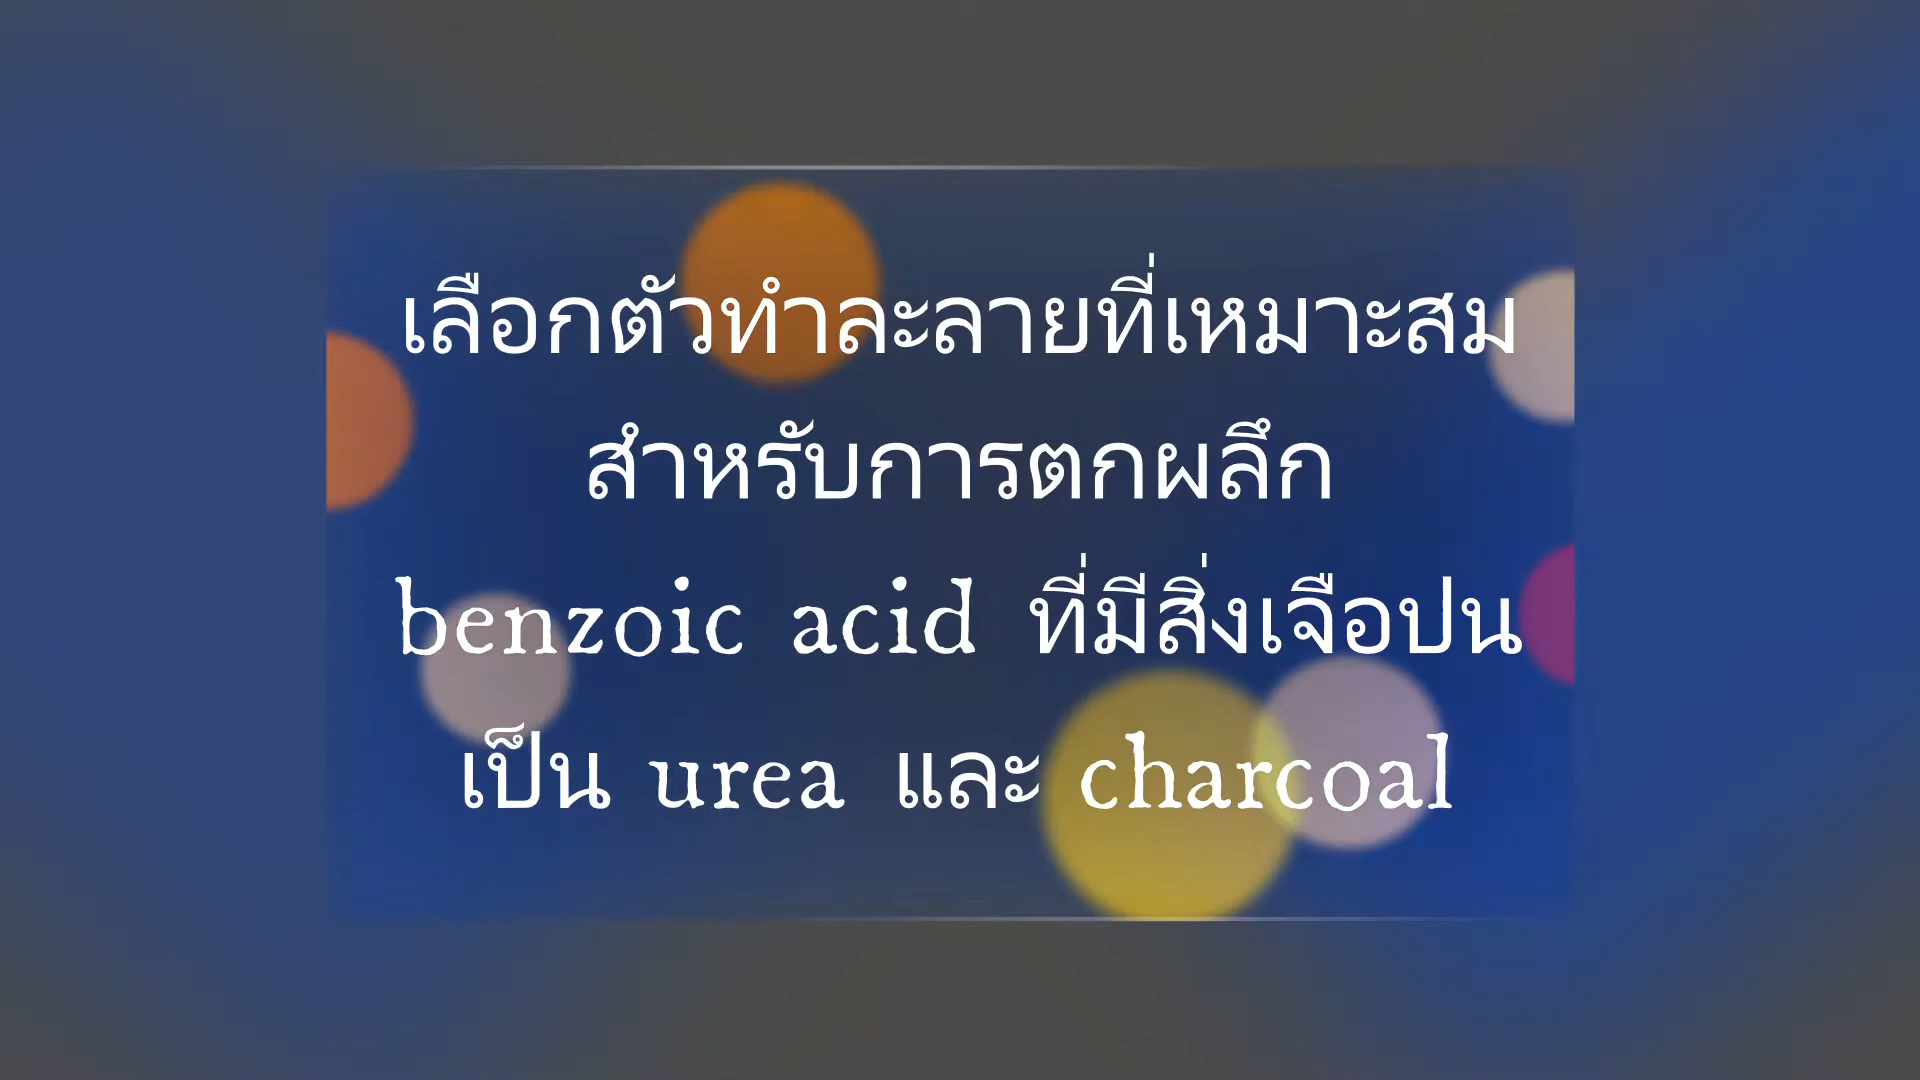 เลือกตัวทำละลายที่เหมาะสม
สำหรับการตกผลึก
benzoic acid ที่มีสิ่งเจือปน
เป็น urea และ charcoal